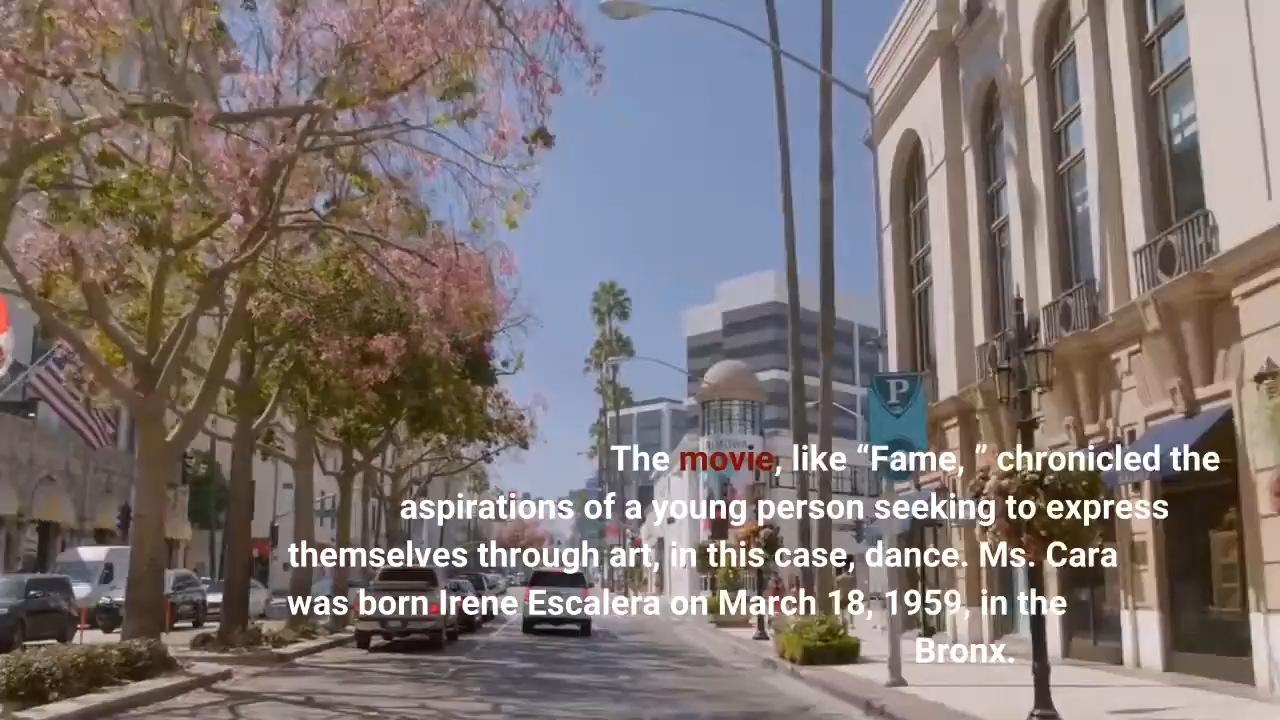 P
The movie, like “Fame, ” chronicled the
aspirations of a young person seeking to express
themselves through art, in this case, dance. Ms. Cara
was born Irene Escalera on March 18, 1959, in the
Bronx.